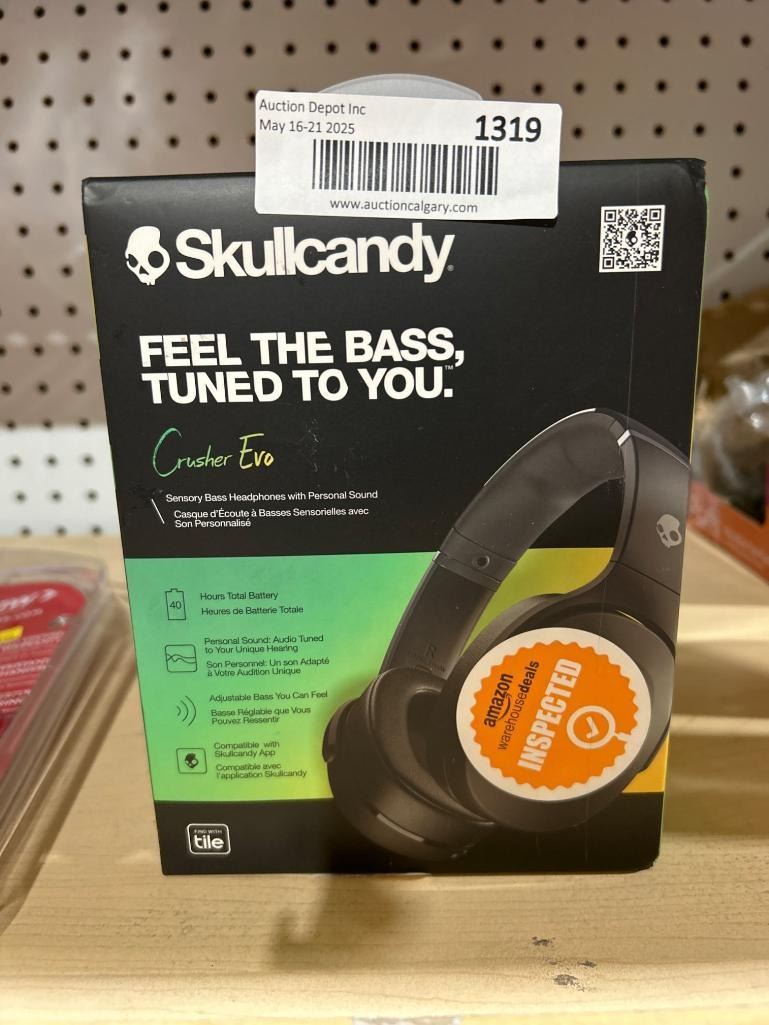 Auction Depot Inc
May 16-21 2025
1319
www.auctioncalgary.com
Skullcandy
FEEL THE BASS,
TUNED TO YOU.™
Crusher Evo
Sensory Bass Headphones with Personal Sound
Casque d'Écoute à Basses Sensorielles avec
Son Personnalisé
40
Hours Total Battery
Heures de Batterie Totale
Personal Sound: Audio Tuned
to Your Unique Hearing
Son Personnel: Un son Adapté
à Votre Audition Unique
Adjustable Bass You Can Feel
Basse Réglable que Vous
Pouvez Ressentir
Compatible with
Skullcandy App
Compatible avec
l'application Skullcandy
FIND WITH
tile
R
amazon
warehousedeals
INSPECTED